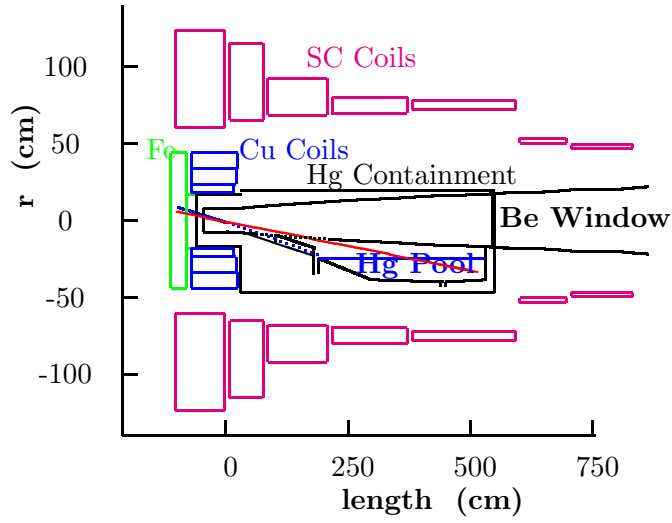 SC Coils
100
50
Fe
Cu Coils
Hg Containment
r (cm)
0
Be Window
Hg Pool
-50
-100
0
250
500
750
length (cm)